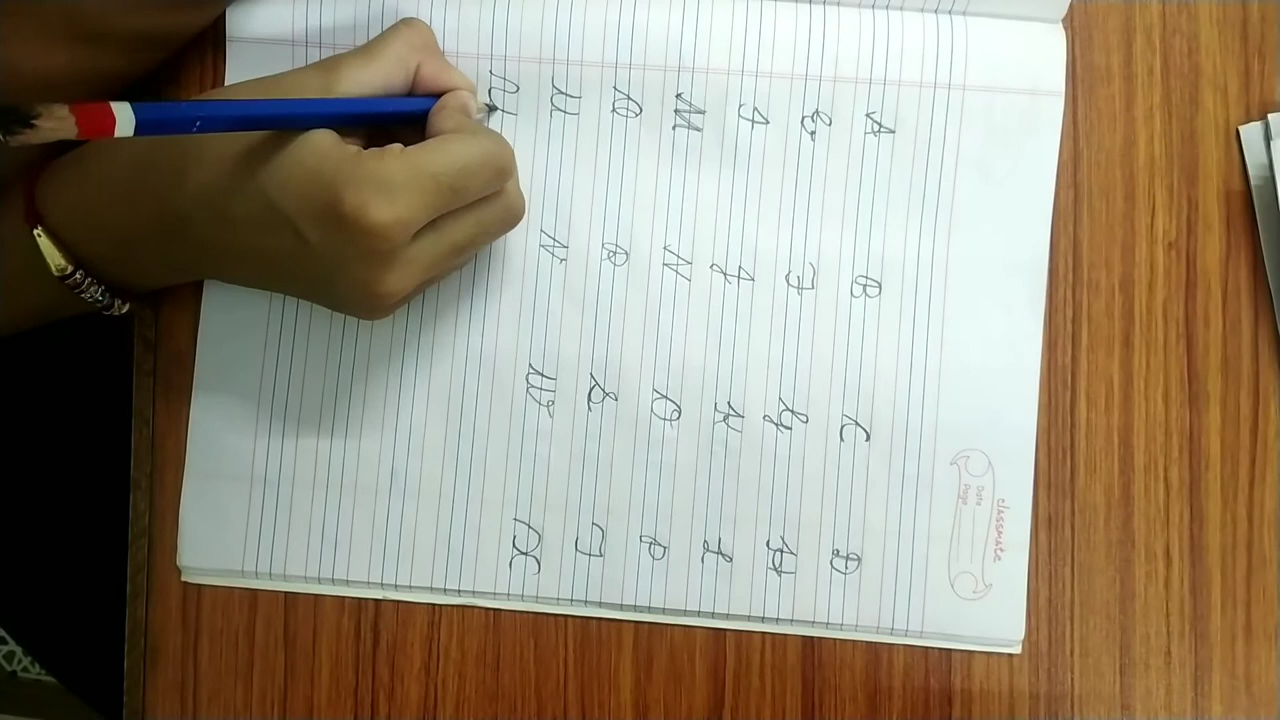 classmate
Date
Page
A B C D
E F G H
I J K L
M N O P
Q R S T
U V W X
Y